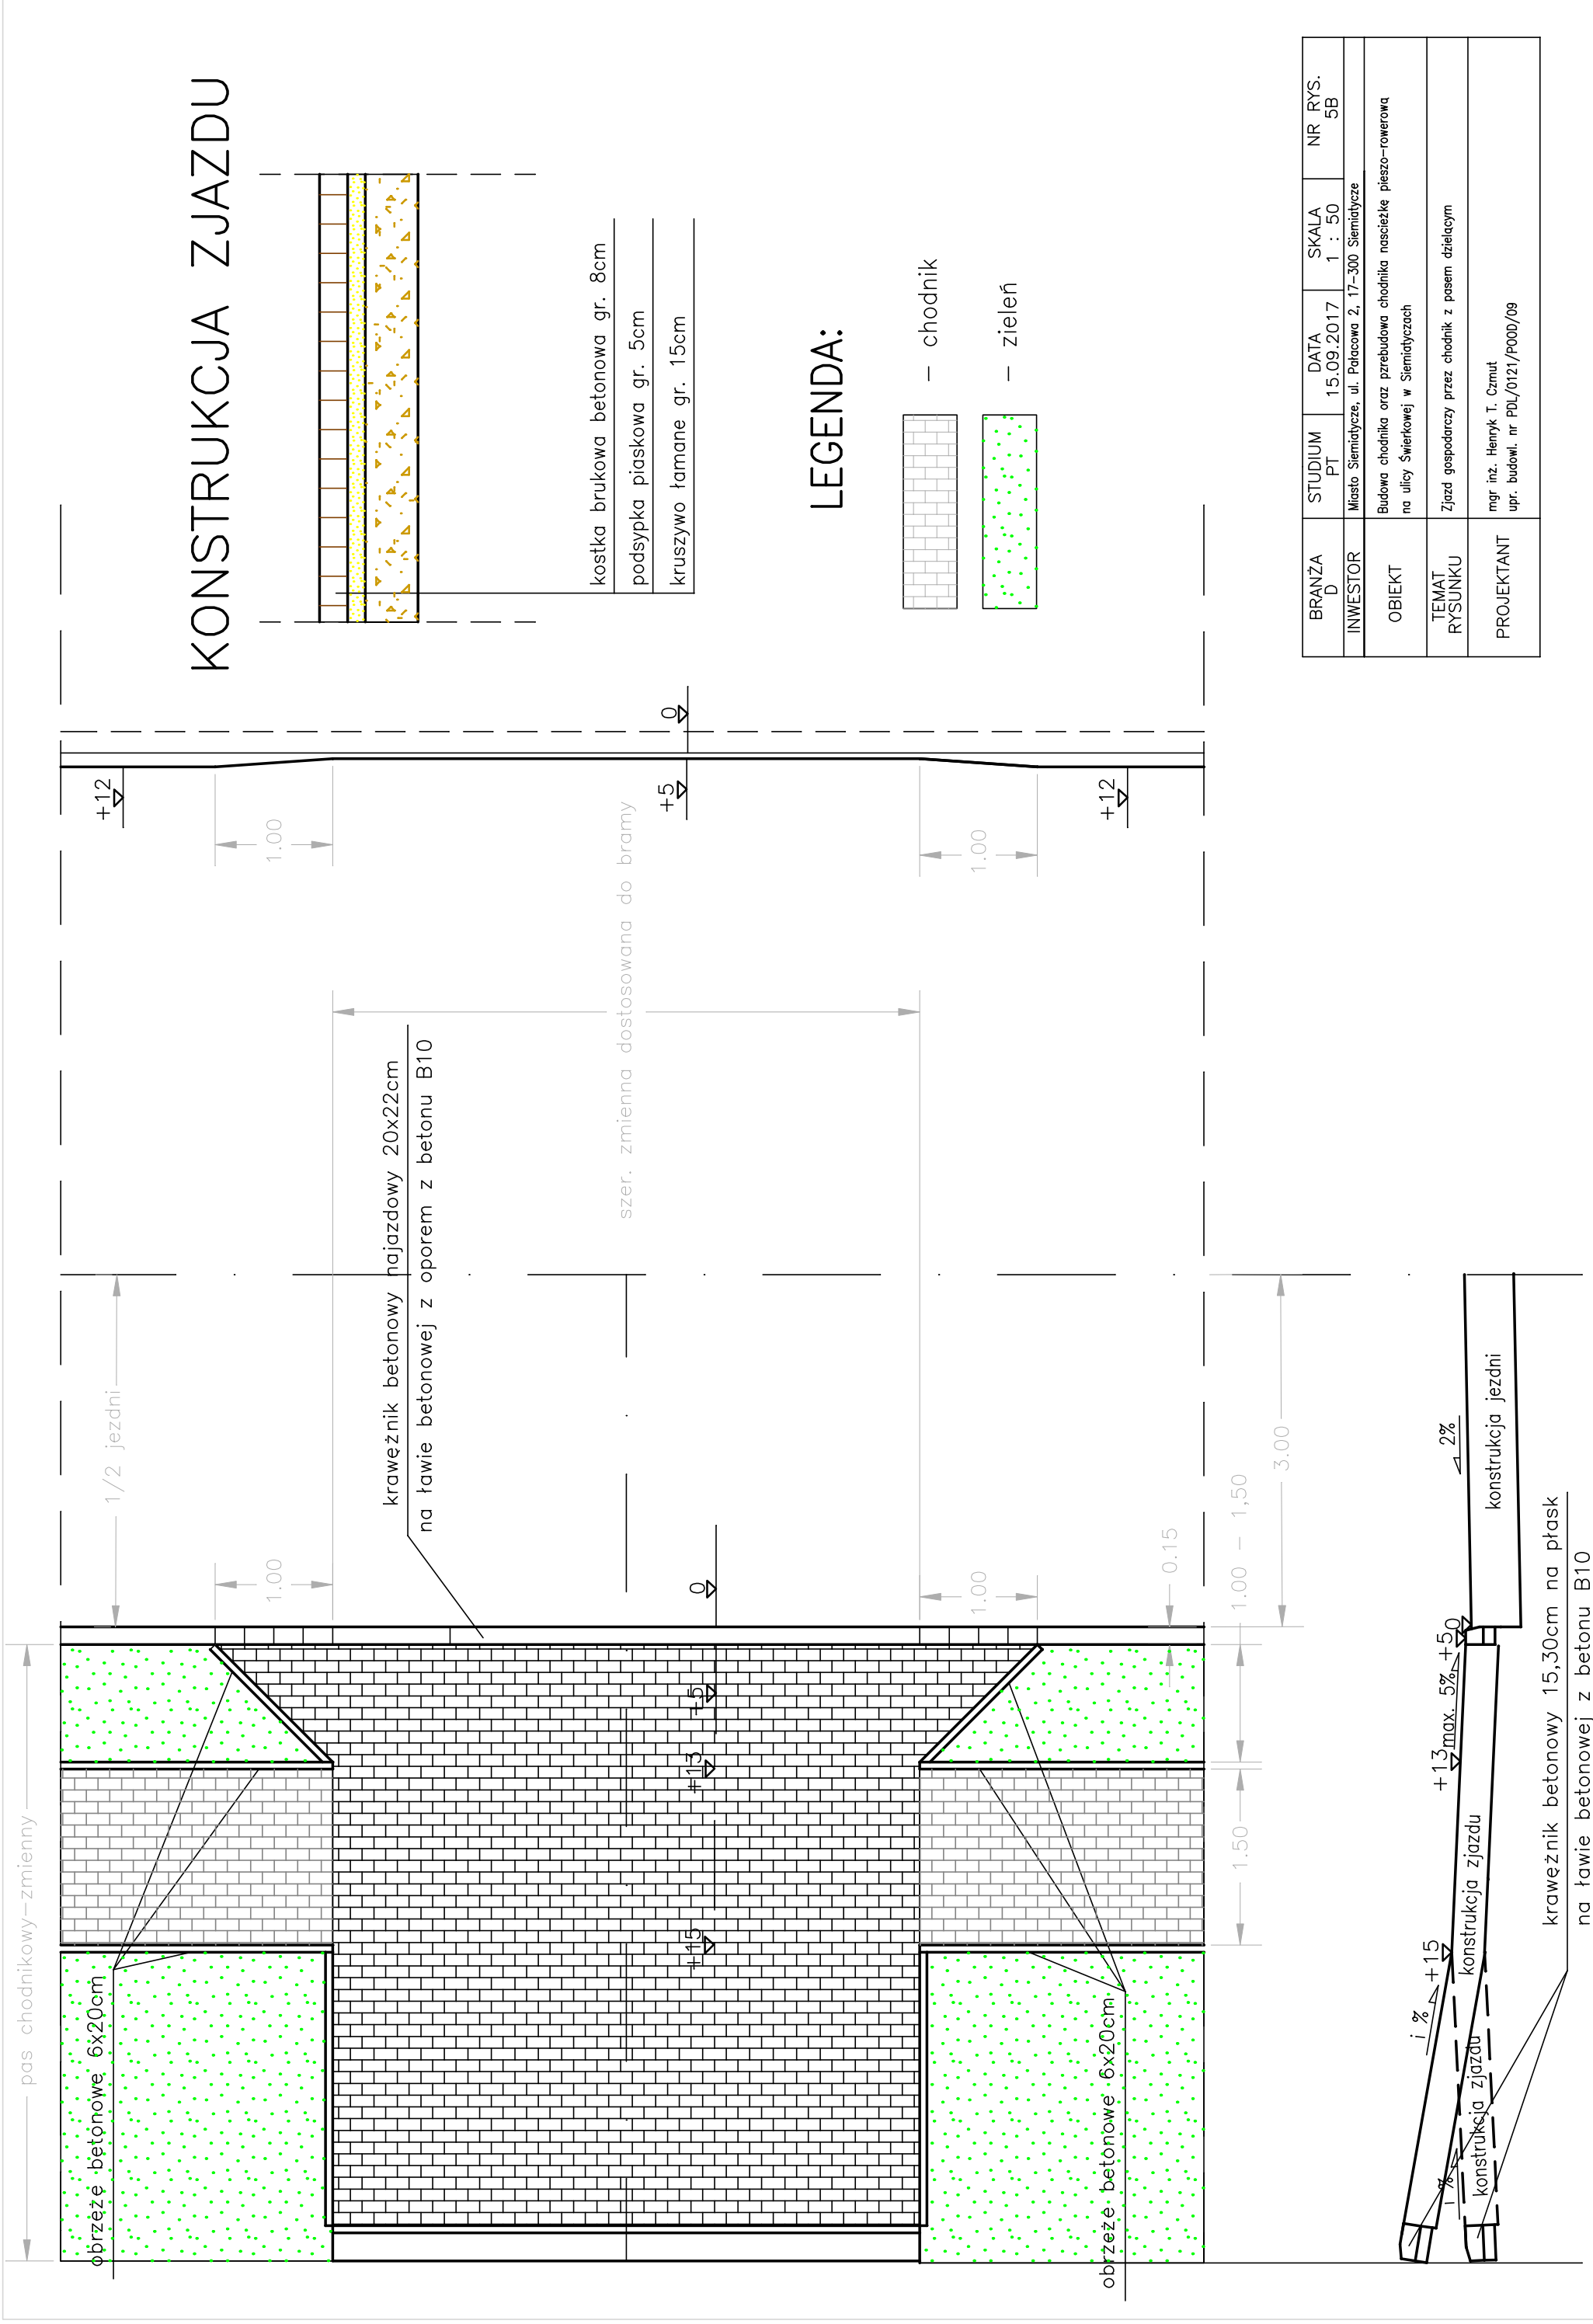 KONSTRUKCJA ZJAZDU
kostka brukowa betonowa gr. 8cm
podsypka piaskowa gr. 5cm
kruszywo łamane gr. 15cm
LEGENDA:
– chodnik
– zieleń
+12
+5
0
+12
1.00
szer. zmienna dostosowana do bramy
1.00
1/2 jezdni
krawężnik betonowy najazdowy 20x22cm
na ławie betonowej z oporem z betonu B10
1.00
0
1.00
0.15
1.00 – 1,50
3.00
1.50
+5
+13
+15
pas chodnikowy–zmienny
obrzeże betonowe 6x20cm
obrzeże betonowe 6x20cm
i %
+15
+13
max. 5%
+5
0
2%
konstrukcja jezdni
konstrukcja zjazdu
konstrukcja zjazdu
i %
krawężnik betonowy 15,30cm na płask
na ławie betonowej z betonu B10
BRANŻA
D
STUDIUM
PT
DATA
15.09.2017
SKALA
1 : 50
NR RYS.
5B
INWESTOR
Miasto Siemiatycze, ul. Pałacowa 2, 17–300 Siemiatycze
OBIEKT
Budowa chodnika oraz pzrebudowa chodnika naścieżkę pieszo–rowerową
na ulicy Świerkowej w Siemiatyczach
TEMAT
RYSUNKU
Zjazd gospodarczy przez chodnik z pasem dzielącym
PROJEKTANT
mgr inż. Henryk T. Czmut
upr. budowl. nr PDL/0121/POOD/09